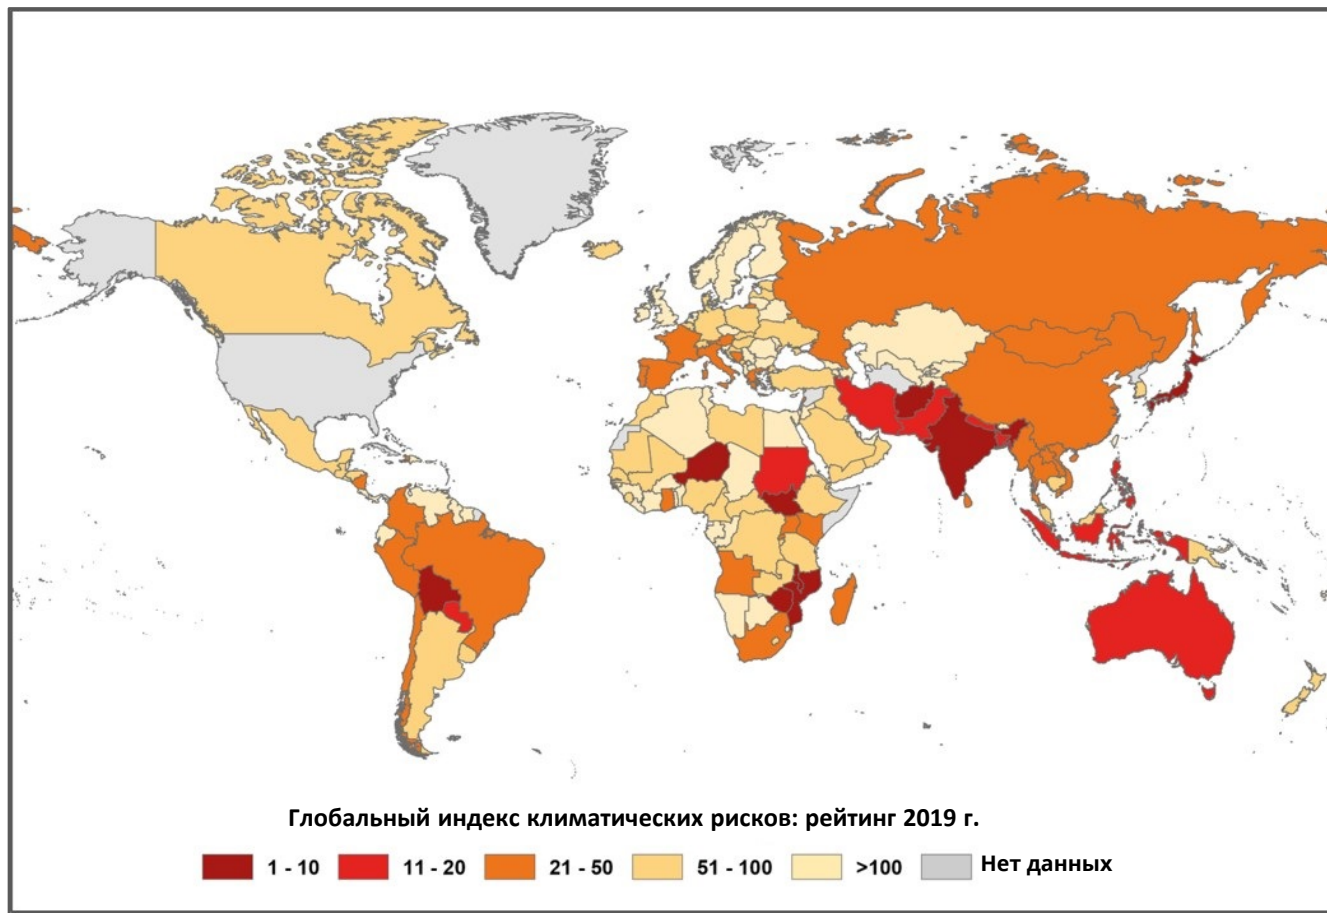 Глобальный индекс климатических рисков: рейтинг 2019 г.
1 - 10 11 - 20 21 - 50 51 - 100 >100 Нет данных